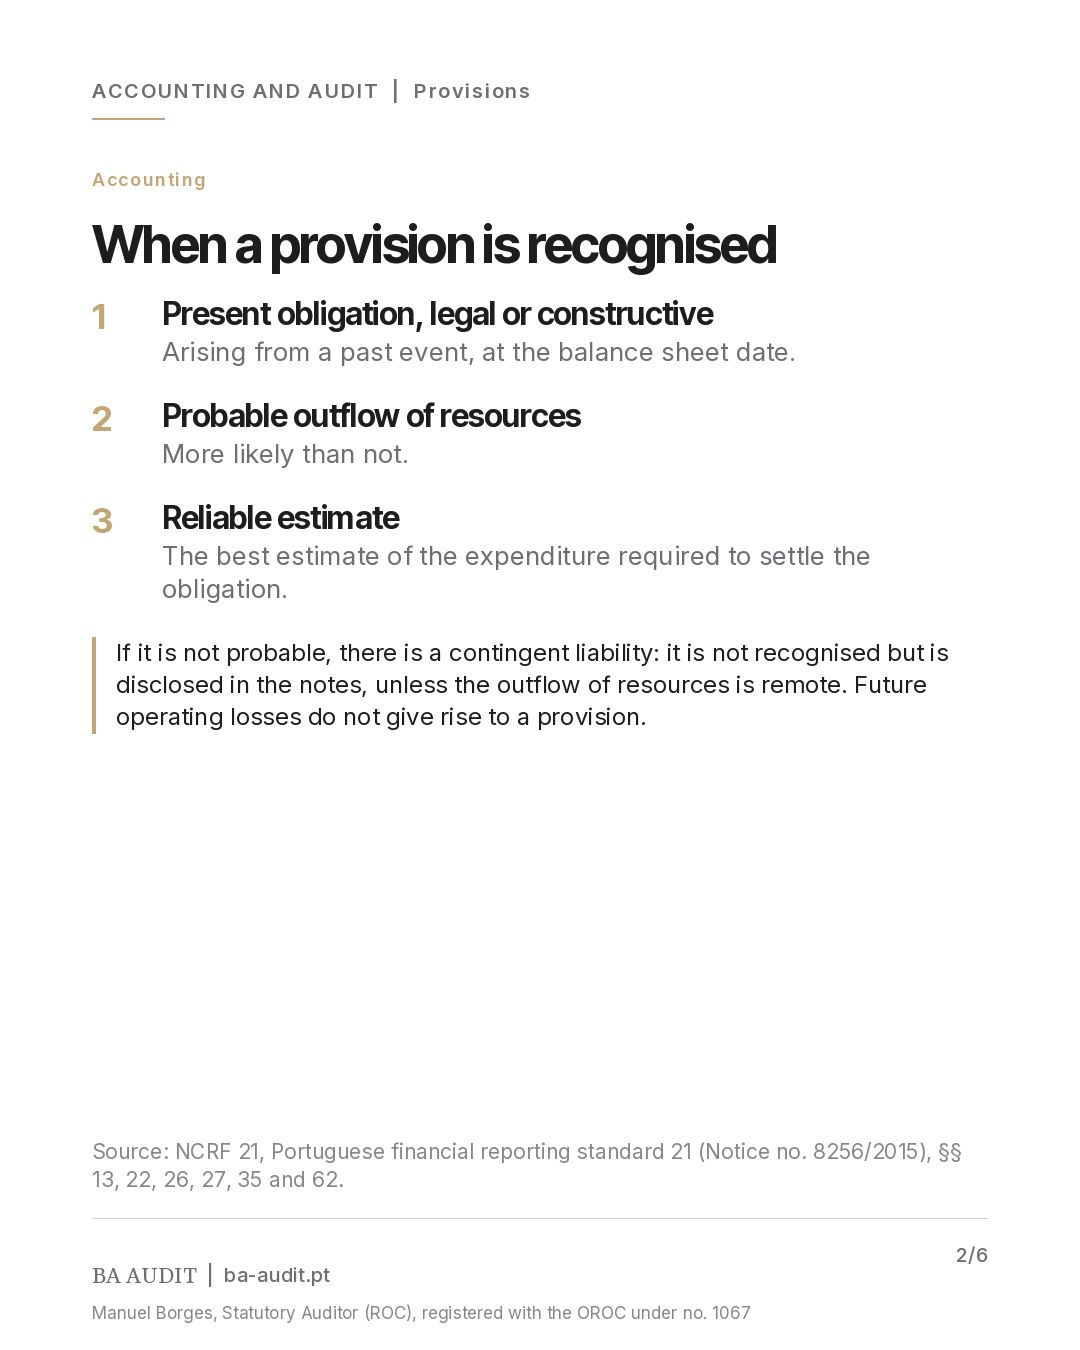 ACCOUNTING AND AUDIT | Provisions
Accounting
When a provision is recognised
1 Present obligation, legal or constructive
Arising from a past event, at the balance sheet date.
2 Probable outflow of resources
More likely than not.
3 Reliable estimate
The best estimate of the expenditure required to settle the
obligation.
If it is not probable, there is a contingent liability: it is not recognised but is
disclosed in the notes, unless the outflow of resources is remote. Future
operating losses do not give rise to a provision.
Source: NCRF 21, Portuguese financial reporting standard 21 (Notice no. 8256/2015), §§
13, 22, 26, 27, 35 and 62.
2/6
BA AUDIT | ba-audit.pt
Manuel Borges, Statutory Auditor (ROC), registered with the OROC under no. 1067